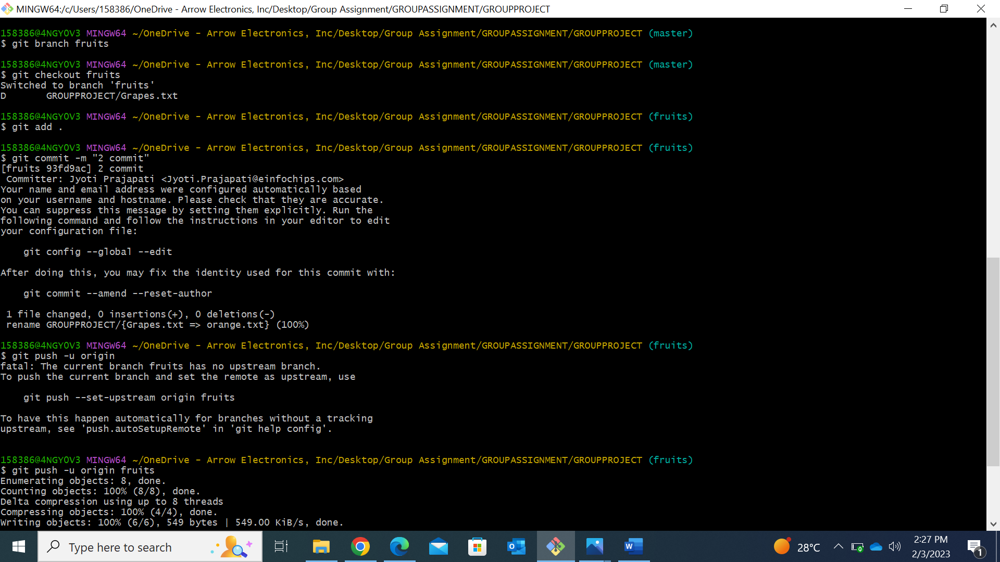 MINGW64:/c/Users/158386/OneDrive - Arrow Electronics, Inc/Desktop/Group Assignment/GROUPASSIGNMENT/GROUPPROJECT
158386@4NGY0V3 MINGW64 ~/OneDrive - Arrow Electronics, Inc/Desktop/Group Assignment/GROUPASSIGNMENT/GROUPPROJECT (master)
$ git branch fruits
158386@4NGY0V3 MINGW64 ~/OneDrive - Arrow Electronics, Inc/Desktop/Group Assignment/GROUPASSIGNMENT/GROUPPROJECT (master)
$ git checkout fruits
Switched to branch 'fruits'
D       GROUPPROJECT/Grapes.txt
158386@4NGY0V3 MINGW64 ~/OneDrive - Arrow Electronics, Inc/Desktop/Group Assignment/GROUPASSIGNMENT/GROUPPROJECT (fruits)
$ git add .
158386@4NGY0V3 MINGW64 ~/OneDrive - Arrow Electronics, Inc/Desktop/Group Assignment/GROUPASSIGNMENT/GROUPPROJECT (fruits)
$ git commit -m "2 commit"
[fruits 93fd9ac] 2 commit
 Committer: Jyoti Prajapati <Jyoti.Prajapati@einfochips.com>
Your name and email address were configured automatically based
on your username and hostname. Please check that they are accurate.
You can suppress this message by setting them explicitly. Run the
following command and follow the instructions in your editor to edit
your configuration file:
    git config --global --edit
After doing this, you may fix the identity used for this commit with:
    git commit --amend --reset-author
 1 file changed, 0 insertions(+), 0 deletions(-)
 rename GROUPPROJECT/{Grapes.txt => orange.txt} (100%)
158386@4NGY0V3 MINGW64 ~/OneDrive - Arrow Electronics, Inc/Desktop/Group Assignment/GROUPASSIGNMENT/GROUPPROJECT (fruits)
$ git push -u origin
fatal: The current branch fruits has no upstream branch.
To push the current branch and set the remote as upstream, use
    git push --set-upstream origin fruits
To have this happen automatically for branches without a tracking
upstream, see 'push.autoSetupRemote' in 'git help config'.
158386@4NGY0V3 MINGW64 ~/OneDrive - Arrow Electronics, Inc/Desktop/Group Assignment/GROUPASSIGNMENT/GROUPPROJECT (fruits)
$ git push -u origin fruits
Enumerating objects: 8, done.
Counting objects: 100% (8/8), done.
Delta compression using up to 8 threads
Compressing objects: 100% (4/4), done.
Writing objects: 100% (6/6), 549 bytes | 549.00 KiB/s, done.
Type here to search
28°C
2:27 PM
2/3/2023
1